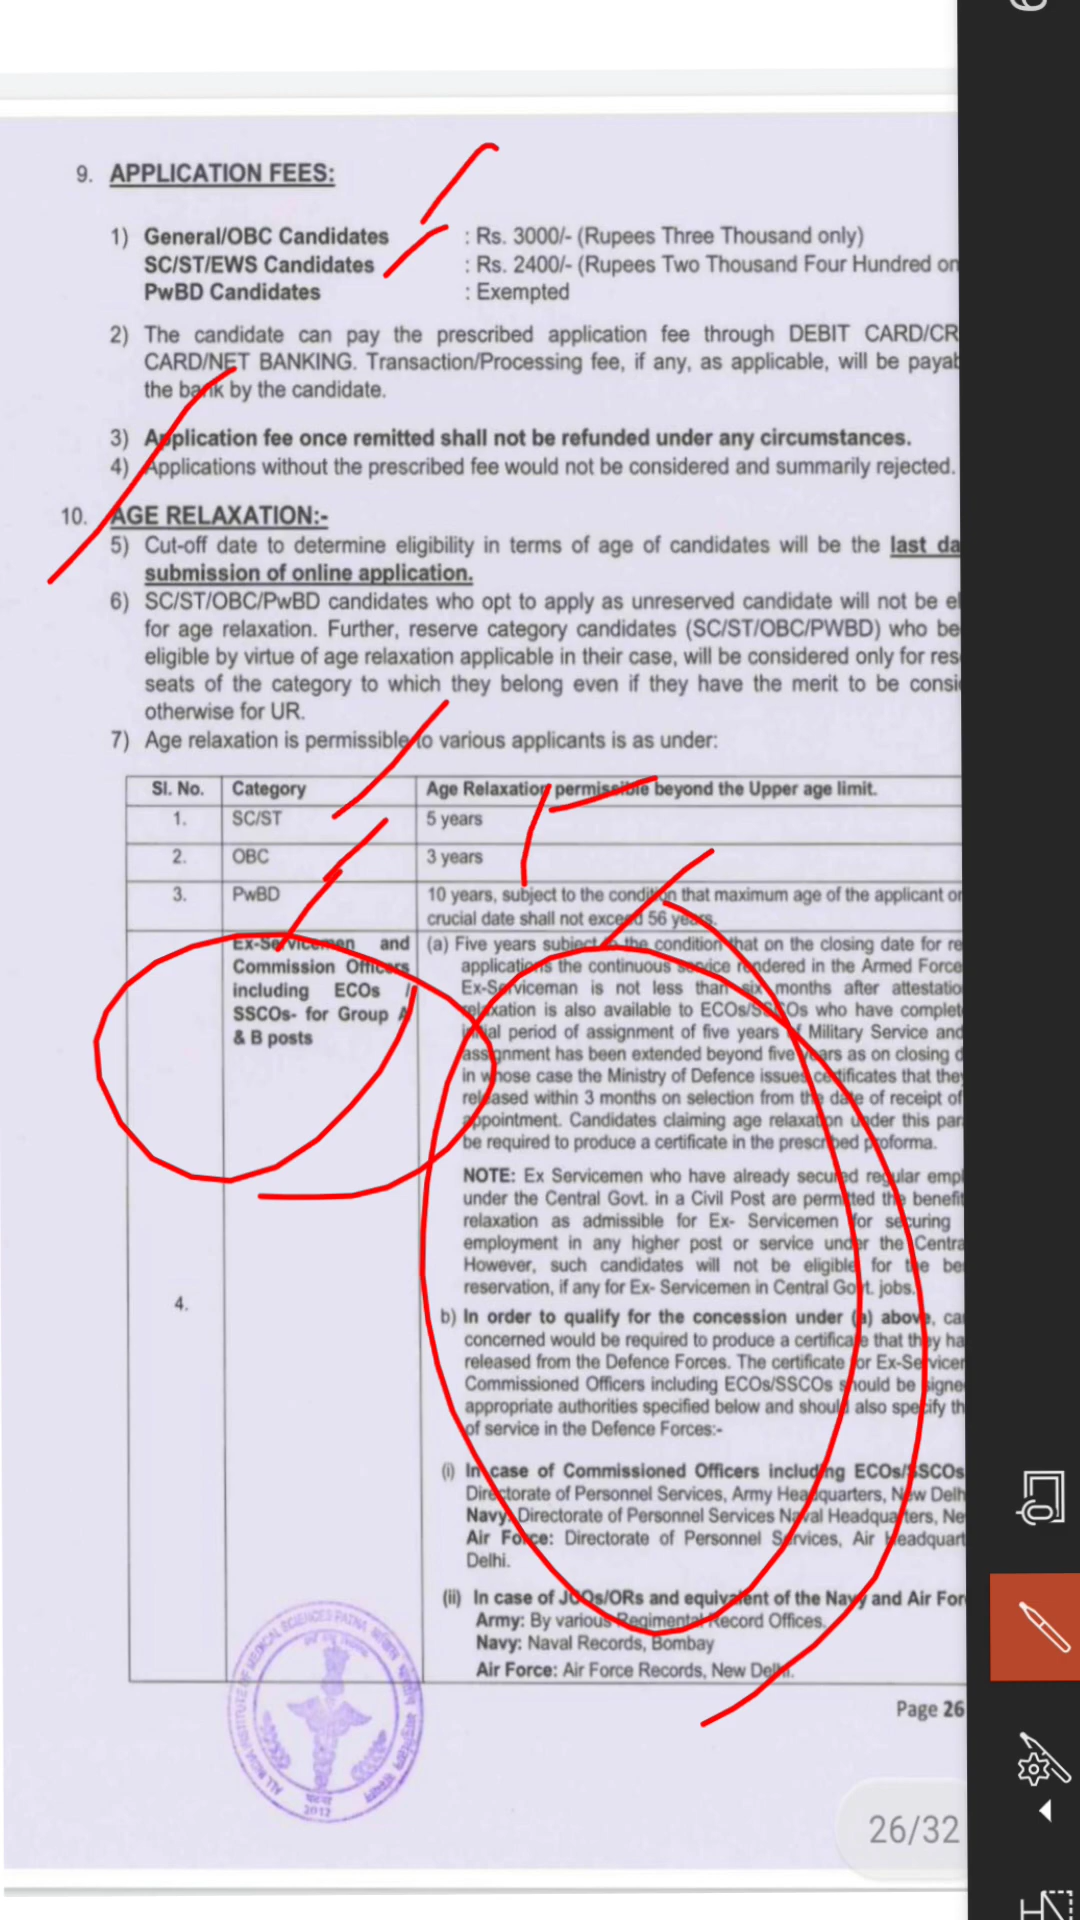 9. APPLICATION FEES:
1) General/OBC Candidates : Rs. 3000/- (Rupees Three Thousand only)
SC/ST/EWS Candidates : Rs. 2400/- (Rupees Two Thousand Four Hundred on
PwBD Candidates : Exempted
2) The candidate can pay the prescribed application fee through DEBIT CARD/CR
CARD/NET BANKING. Transaction/Processing fee, if any, as applicable, will be payab
the bank by the candidate.
3) Application fee once remitted shall not be refunded under any circumstances.
4) Applications without the prescribed fee would not be considered and summarily rejected.
10. AGE RELAXATION:-
5) Cut-off date to determine eligibility in terms of age of candidates will be the last da
submission of online application.
6) SC/ST/OBC/PwBD candidates who opt to apply as unreserved candidate will not be el
for age relaxation. Further, reserve category candidates (SC/ST/OBC/PWBD) who be
eligible by virtue of age relaxation applicable in their case, will be considered only for res
seats of the category to which they belong even if they have the merit to be consi
otherwise for UR.
7) Age relaxation is permissible to various applicants is as under:
Sl. No. Category Age Relaxation permissible beyond the Upper age limit.
1. SC/ST 5 years
2. OBC 3 years
3. PwBD 10 years, subject to the condition that maximum age of the applicant on
crucial date shall not exceed 56 years.
4. Ex-Servicemen and
Commission Officers
including ECOs /
SSCOs- for Group A
& B posts
(a) Five years subject to the condition that on the closing date for re
applications the continuous service rendered in the Armed Force
Ex-Serviceman is not less than six months after attestatio
relaxation is also available to ECOs/SSCOs who have complet
initial period of assignment of five years of Military Service and
assignment has been extended beyond five years as on closing d
in whose case the Ministry of Defence issues certificates that they
released within 3 months on selection from the date of receipt of
appointment. Candidates claiming age relaxation under this par
be required to produce a certificate in the prescribed proforma.
NOTE: Ex Servicemen who have already secured regular empl
under the Central Govt. in a Civil Post are permitted the benefit
relaxation as admissible for Ex- Servicemen for securing
employment in any higher post or service under the Centra
However, such candidates will not be eligible for the be
reservation, if any for Ex- Servicemen in Central Govt. jobs.
b) In order to qualify for the concession under (a) above, ca
concerned would be required to produce a certificate that they ha
released from the Defence Forces. The certificate for Ex-Servicem
Commissioned Officers including ECOs/SSCOs should be signe
appropriate authorities specified below and should also specify th
of service in the Defence Forces:-
(i) In case of Commissioned Officers including ECOs/SSCOs
Directorate of Personnel Services, Army Headquarters, New Delh
Navy: Directorate of Personnel Services Naval Headquarters, Ne
Air Force: Directorate of Personnel Services, Air Headquart
Delhi.
(ii) In case of JCOs/ORs and equivalent of the Navy and Air For
Army: By various Regimental Record Offices.
Navy: Naval Records, Bombay
Air Force: Air Force Records, New Delhi.
ALL INDIA INSTITUTE OF MEDICAL SCIENCES PATNA
2012
Page 26
26/32